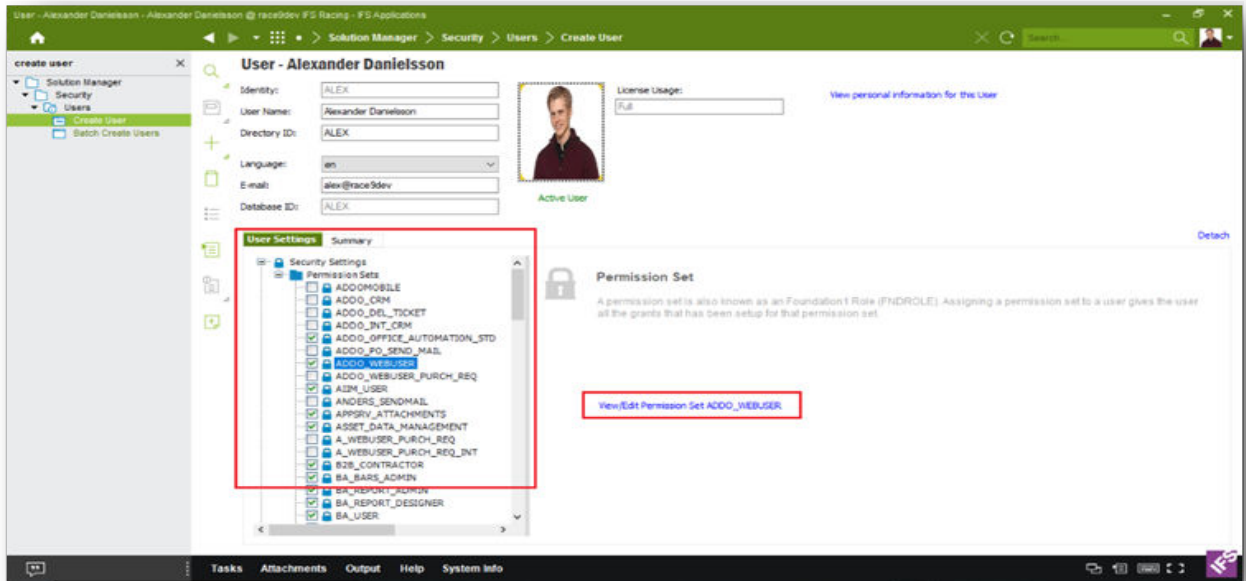 User - Alexander Danielsson - Alexander Danielsson @ race9dev IFS Racing - IFS Applications
Solution Manager > Security > Users > Create User
Search...
create user
Solution Manager
Security
Users
Create User
Batch Create Users
User - Alexander Danielsson
Identity: ALEX
User Name: Alexander Danielsson
Directory ID: ALEX
Language: en
E-mail: alex@race9dev
Database ID: ALEX
Active User
License Usage:
Full
View personal information for this User
User Settings Summary
Detach
Security Settings
Permission Sets
ADDOMOBILE
ADDO_CRM
ADDO_DEL_TICKET
ADDO_INT_CRM
ADDO_OFFICE_AUTOMATION_STD
ADDO_PO_SEND_MAIL
ADDO_WEBUSER
ADDO_WEBUSER_PURCH_REQ
AIIM_USER
ANDERS_SENDMAIL
APPSRV_ATTACHMENTS
ASSET_DATA_MANAGEMENT
A_WEBUSER_PURCH_REQ
A_WEBUSER_PURCH_REQ_INT
B2B_CONTRACTOR
BA_BARS_ADMIN
BA_REPORT_ADMIN
BA_REPORT_DESIGNER
BA_USER
Permission Set
A permission set is also known as an Foundation1 Role (FNDROLE). Assigning a permission set to a user gives the user
all the grants that has been setup for that permission set.
View/Edit Permission Set ADDO_WEBUSER
Tasks Attachments Output Help System Info
IFS